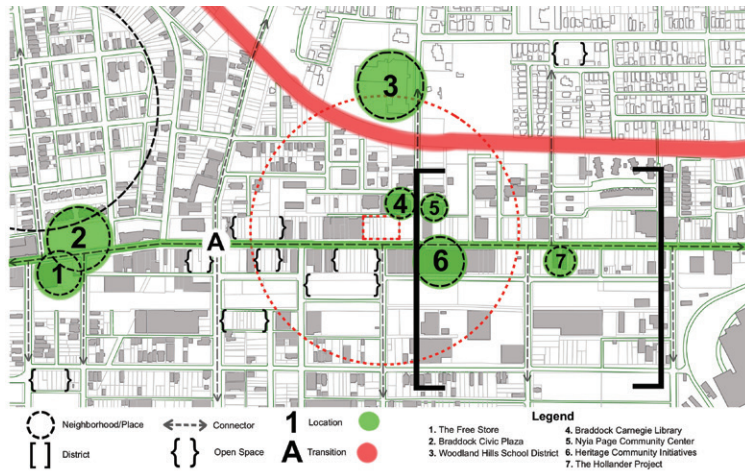 3
4
5
2
A
6
7
1
Neighborhood/Place
Connector
1 Location
[ ] District
{ } Open Space
A Transition
Legend
1. The Free Store
2. Braddock Civic Plaza
3. Woodland Hills School District
4. Braddock Carnegie Library
5. Nyia Page Community Center
6. Heritage Community Initiatives
7. The Hollander Project